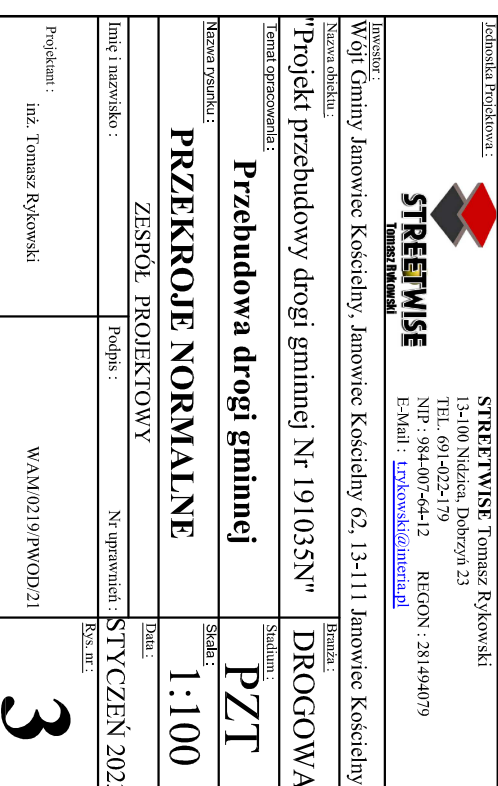 Jednostka Projektowa :
STREETWISE
Tomasz Rykowski
STREETWISE Tomasz Rykowski
13-100 Nidzica, Dobrzyń 23
TEL. 691-022-179
NIP : 984-007-64-12 REGON : 281494079
E-Mail : t.rykowski@interia.pl
Inwestor :
Wójt Gminy Janowiec Kościelny, Janowiec Kościelny 62, 13-111 Janowiec Kościelny
Nazwa obiektu :
"Projekt przebudowy drogi gminnej Nr 191035N"
Branża :
DROGOWA
Temat opracowania :
Przebudowa drogi gminnej
Stadium :
PZT
Nazwa rysunku :
PRZEKROJE NORMALNE
Skala :
1:100
ZESPÓŁ PROJEKTOWY
Data :
STYCZEŃ 202
Imię i nazwisko :
Podpis :
Nr uprawnień :
Rys. nr :
3
Projektant :
inż. Tomasz Rykowski
WAM/0219/PWOD/21